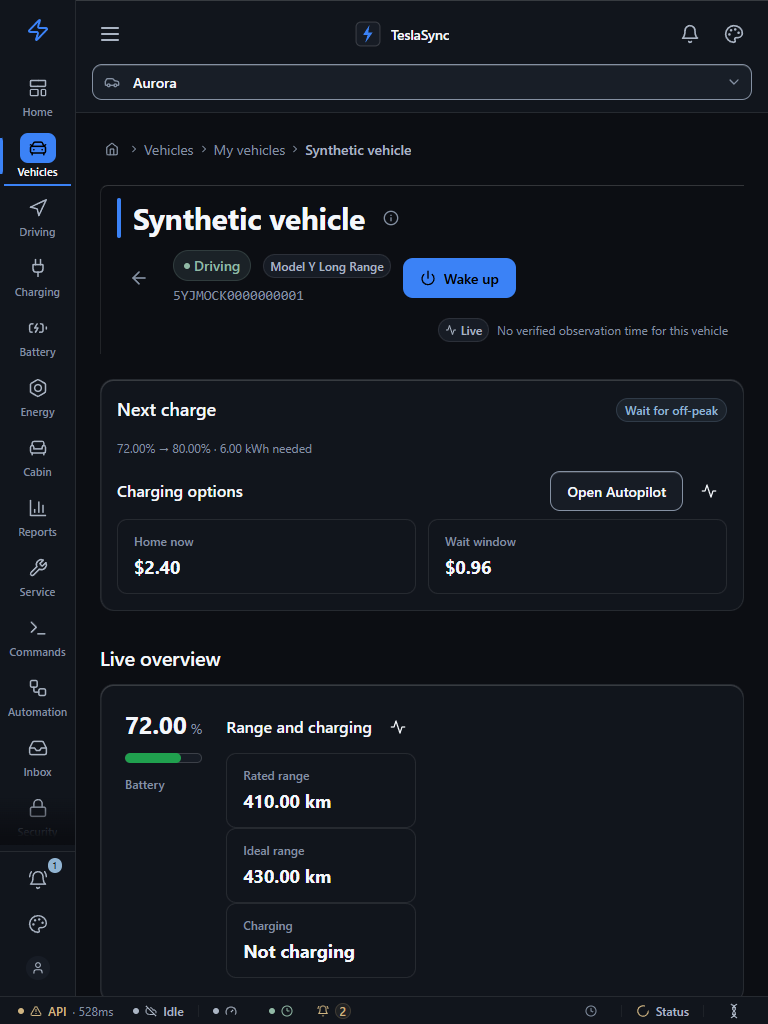 TeslaSync
Aurora
Home
Vehicles
Driving
Charging
Battery
Energy
Cabin
Reports
Service
Commands
Automation
Inbox
Security
1
Vehicles My vehicles Synthetic vehicle
Synthetic vehicle
Driving Model Y Long Range Wake up
5YJMOCK0000000001
Live No verified observation time for this vehicle
Next charge Wait for off-peak
72.00% → 80.00% · 6.00 kWh needed
Charging options Open Autopilot
Home now Wait window
$2.40 $0.96
Live overview
72.00 % Range and charging
Battery
Rated range
410.00 km
Ideal range
430.00 km
Charging
Not charging
API · 528ms Idle 2 Status